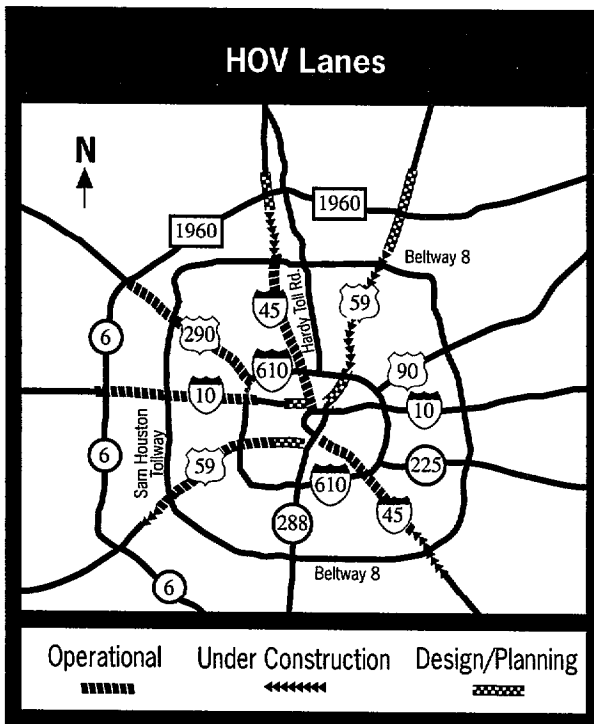 HOV Lanes
N
1960
1960
Beltway 8
45
Hardy Toll Rd.
59
6
290
610
90
10
10
6
Sam Houston
Tollway
59
225
610
45
288
Beltway 8
6
Operational
Under Construction
Design/Planning